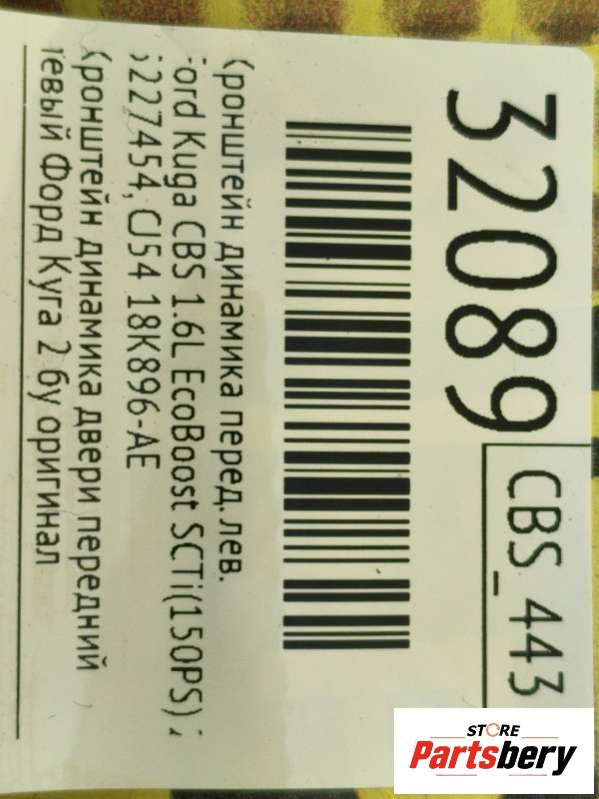 32089
CBS_443
Кронштейн динамика перед. лев.
Ford Kuga CBS 1.6L EcoBoost SCTi(150PS)
5227454, CJ54 18K896-AE
Кронштейн динамика двери передний
левый Форд Куга 2 бу оригинал
STORE
Partsbery